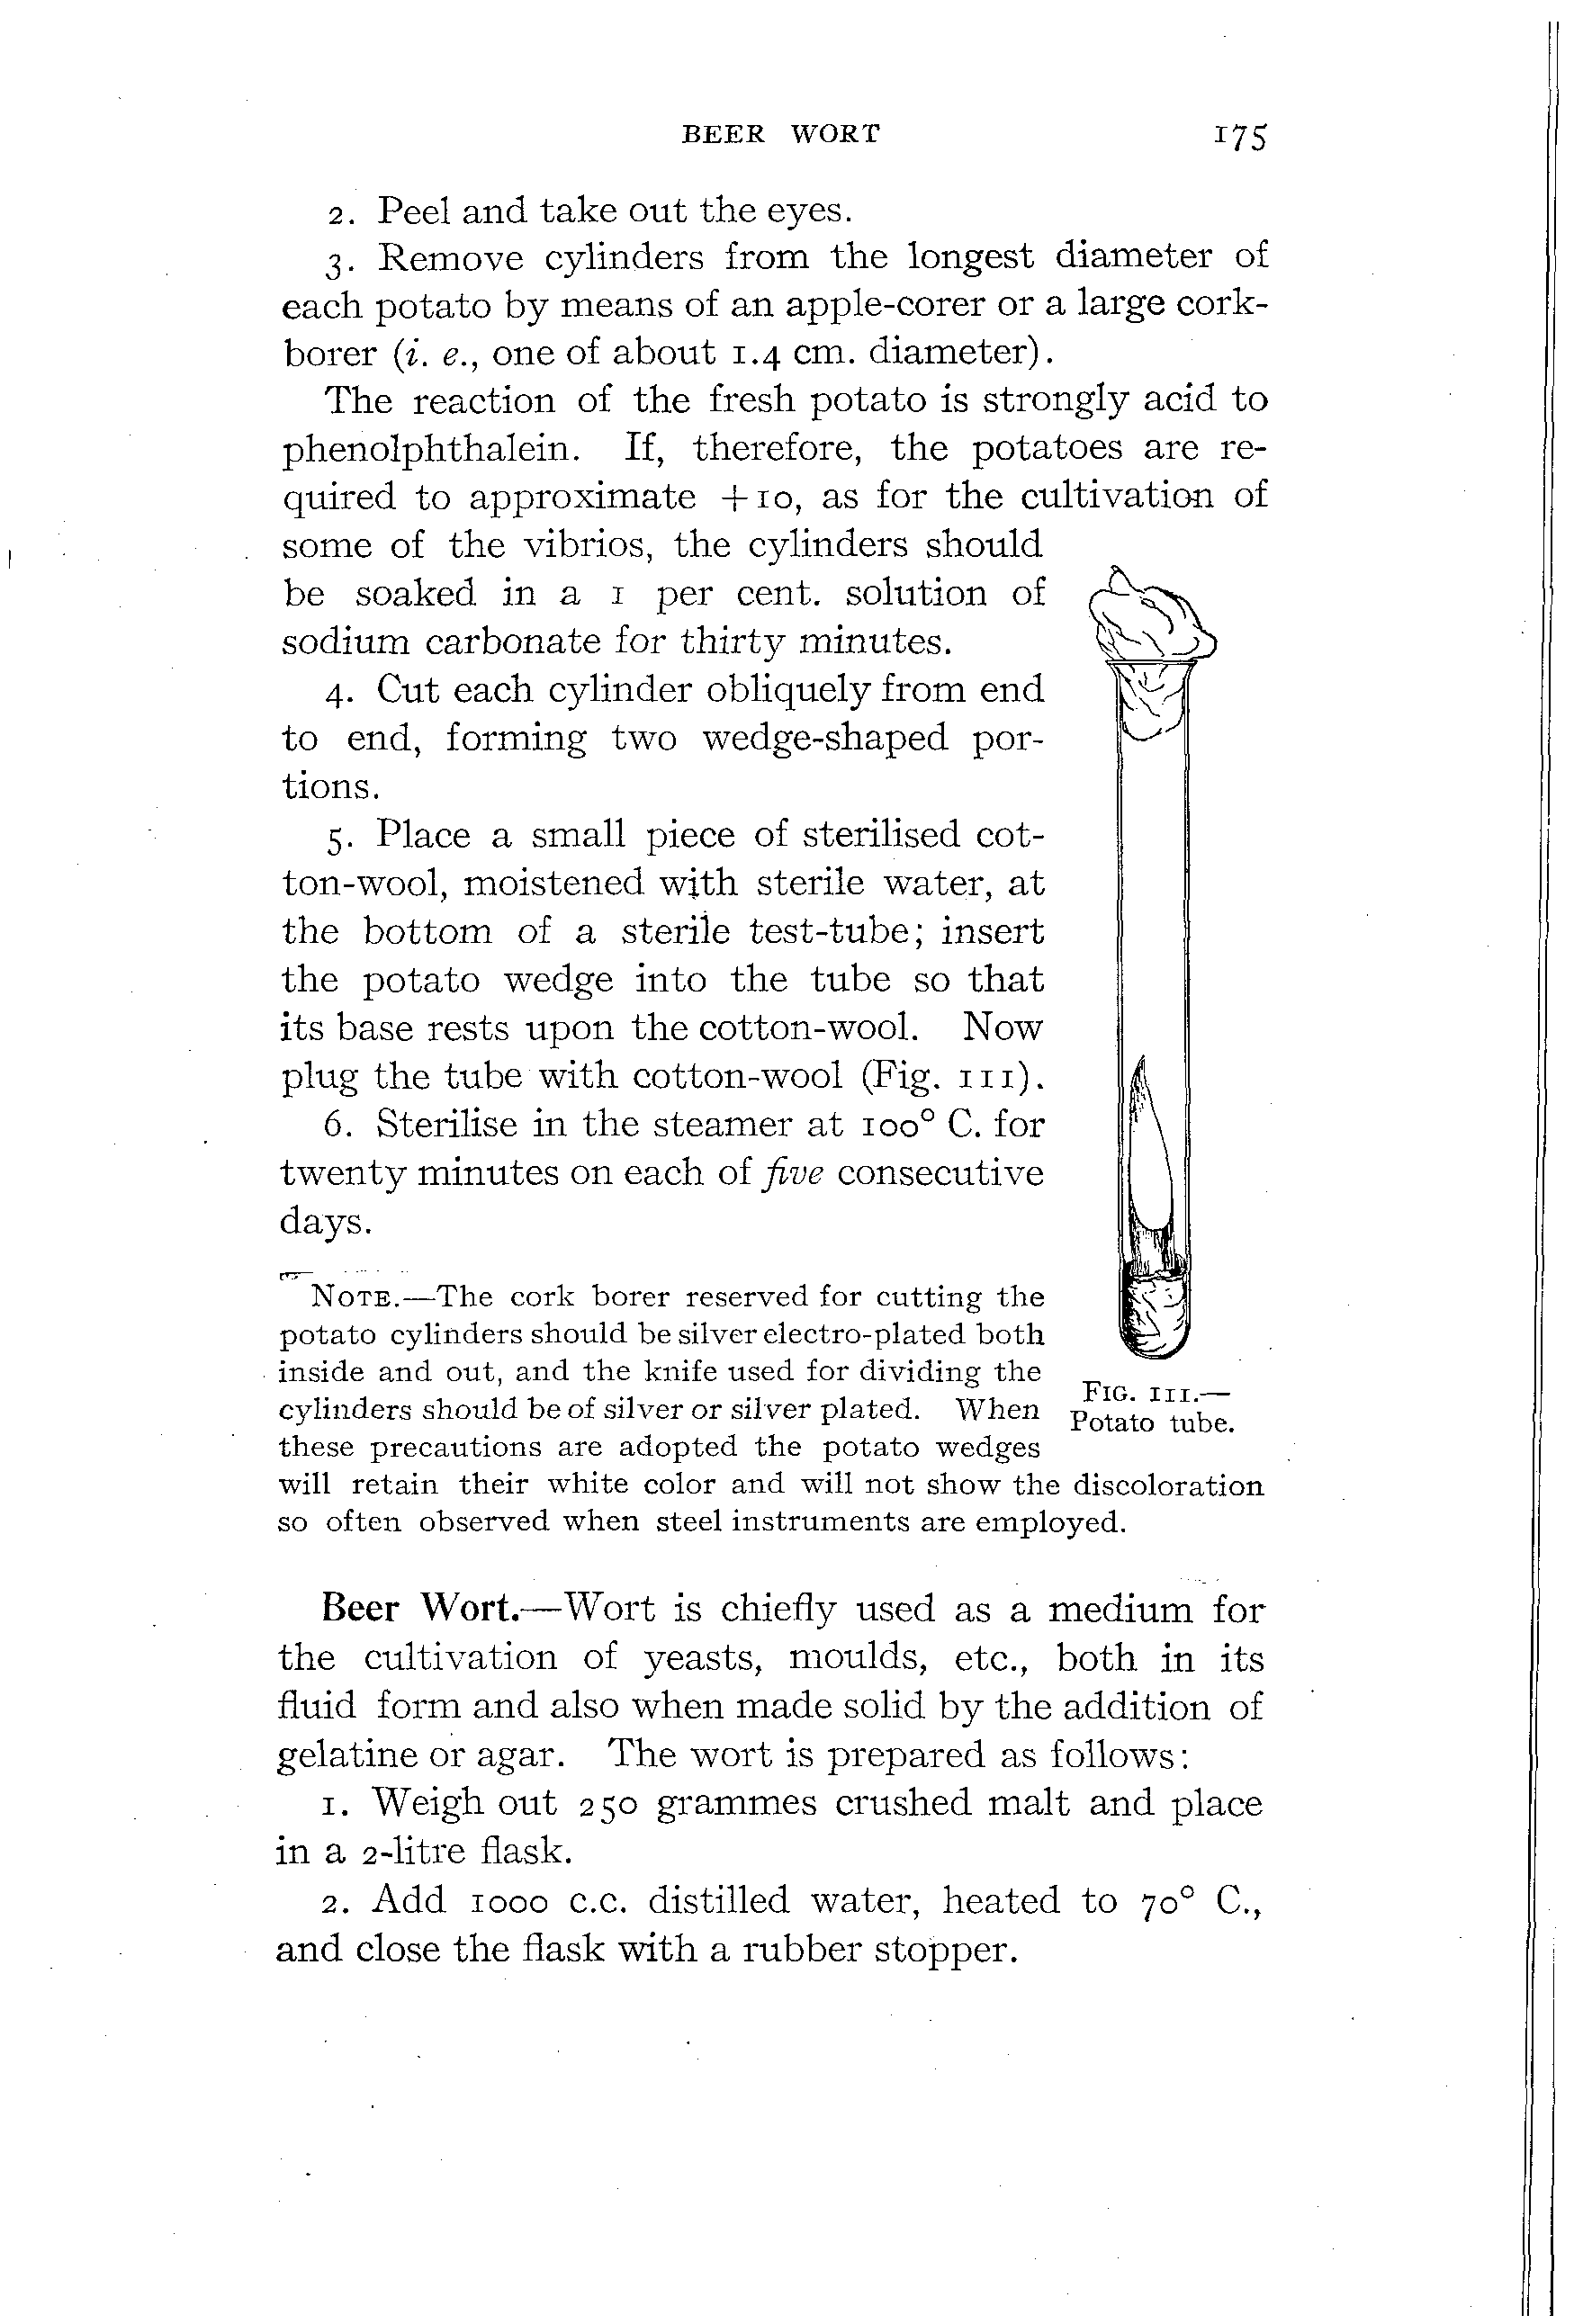 BEER WORT 175
2. Peel and take out the eyes.
3. Remove cylinders from the longest diameter of
each potato by means of an apple-corer or a large cork-
borer (i. e., one of about 1.4 cm. diameter).
The reaction of the fresh potato is strongly acid to
phenolphthalein. If, therefore, the potatoes are re-
quired to approximate +10, as for the cultivation of
some of the vibrios, the cylinders should
be soaked in a 1 per cent. solution of
sodium carbonate for thirty minutes.
4. Cut each cylinder obliquely from end
to end, forming two wedge-shaped por-
tions.
5. Place a small piece of sterilised cot-
ton-wool, moistened with sterile water, at
the bottom of a sterile test-tube; insert
the potato wedge into the tube so that
its base rests upon the cotton-wool. Now
plug the tube with cotton-wool (Fig. 111).
6. Sterilise in the steamer at 100° C. for
twenty minutes on each of five consecutive
days.
NOTE.—The cork borer reserved for cutting the
potato cylinders should be silver electro-plated both
inside and out, and the knife used for dividing the
cylinders should be of silver or silver plated. When
these precautions are adopted the potato wedges
will retain their white color and will not show the discoloration
so often observed when steel instruments are employed.
FIG. 111.—
Potato tube.
Beer Wort.—Wort is chiefly used as a medium for
the cultivation of yeasts, moulds, etc., both in its
fluid form and also when made solid by the addition of
gelatine or agar. The wort is prepared as follows:
1. Weigh out 250 grammes crushed malt and place
in a 2-litre flask.
2. Add 1000 c.c. distilled water, heated to 70° C.,
and close the flask with a rubber stopper.